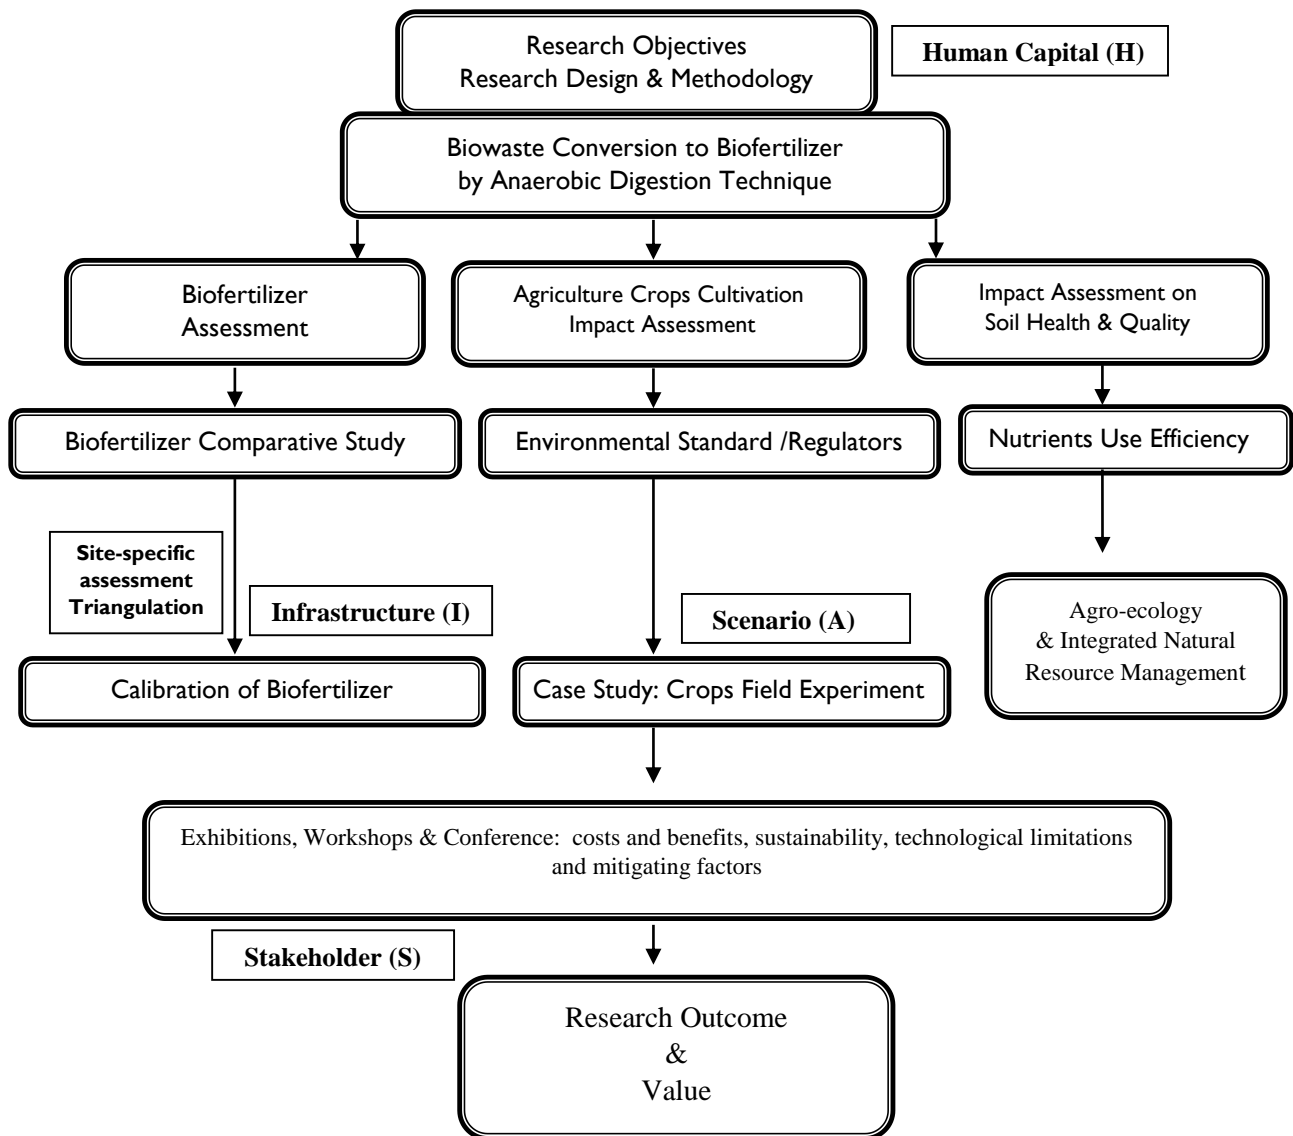 Research Objectives
Research Design & Methodology
Human Capital (H)
Biowaste Conversion to Biofertilizer
by Anaerobic Digestion Technique
Biofertilizer
Assessment
Agriculture Crops Cultivation
Impact Assessment
Impact Assessment on
Soil Health & Quality
Biofertilizer Comparative Study
Environmental Standard /Regulators
Nutrients Use Efficiency
Site-specific
assessment
Triangulation
Infrastructure (I)
Scenario (A)
Agro-ecology
& Integrated Natural
Resource Management
Calibration of Biofertilizer
Case Study: Crops Field Experiment
Exhibitions, Workshops & Conference: costs and benefits, sustainability, technological limitations
and mitigating factors
Stakeholder (S)
Research Outcome
&
Value